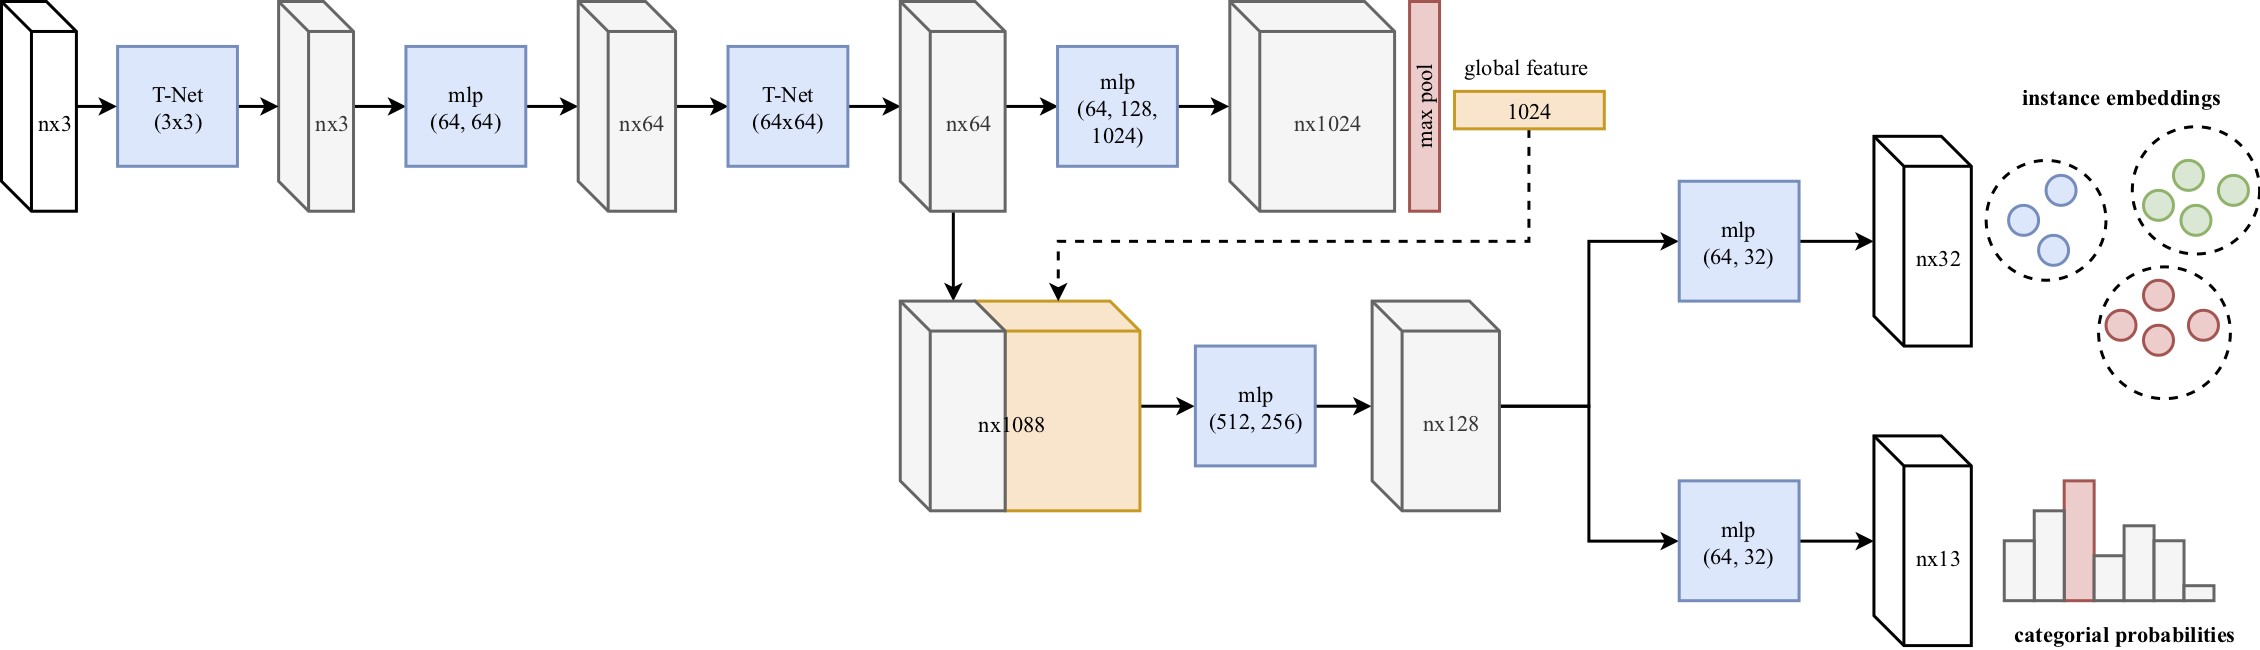 nx3
T-Net
(3x3)
nx3
mlp
(64, 64)
nx64
T-Net
(64x64)
nx64
mlp
(64, 128,
1024)
nx1024
max pool
global feature
1024
nx1088
mlp
(512, 256)
nx128
mlp
(64, 32)
nx32
instance embeddings
mlp
(64, 32)
nx13
categorial probabilities